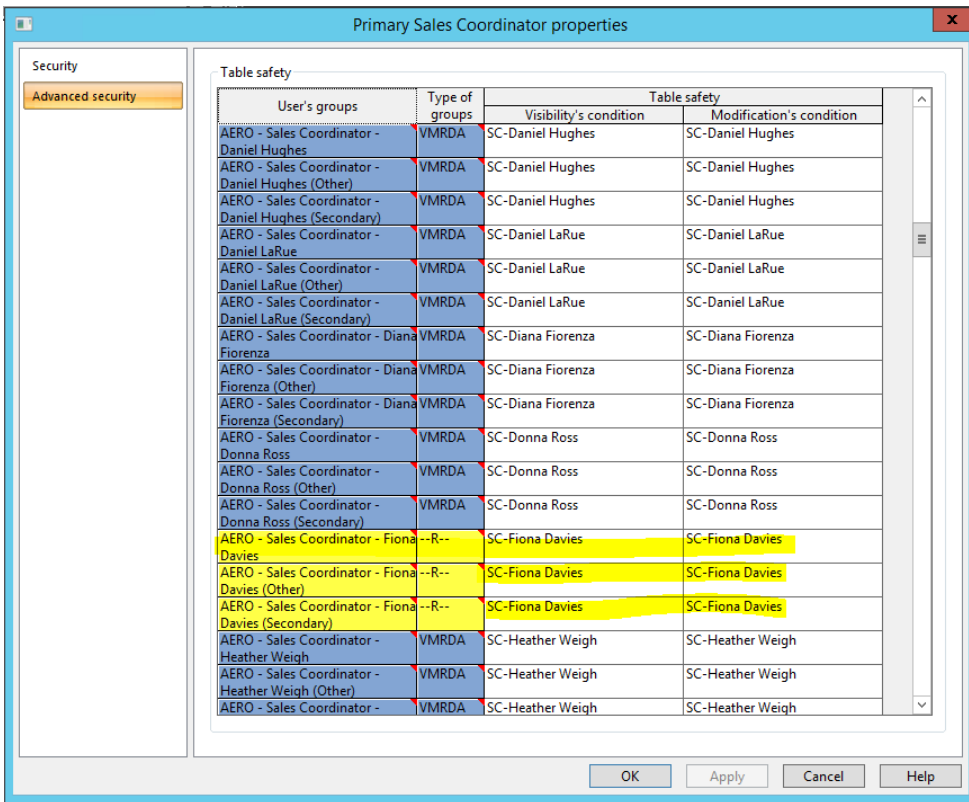 Primary Sales Coordinator properties
x
Security
Advanced security
Table safety
User's groups
Type of groups
Table safety
Visibility's condition
Modification's condition
AERO - Sales Coordinator - VMRDA SC-Daniel Hughes SC-Daniel Hughes
Daniel Hughes
AERO - Sales Coordinator - VMRDA SC-Daniel Hughes SC-Daniel Hughes
Daniel Hughes (Other)
AERO - Sales Coordinator - VMRDA SC-Daniel Hughes SC-Daniel Hughes
Daniel Hughes (Secondary)
AERO - Sales Coordinator - VMRDA SC-Daniel LaRue SC-Daniel LaRue
Daniel LaRue
AERO - Sales Coordinator - VMRDA SC-Daniel LaRue SC-Daniel LaRue
Daniel LaRue (Other)
AERO - Sales Coordinator - VMRDA SC-Daniel LaRue SC-Daniel LaRue
Daniel LaRue (Secondary)
AERO - Sales Coordinator - Diana VMRDA SC-Diana Fiorenza SC-Diana Fiorenza
Fiorenza
AERO - Sales Coordinator - Diana VMRDA SC-Diana Fiorenza SC-Diana Fiorenza
Fiorenza (Other)
AERO - Sales Coordinator - Diana VMRDA SC-Diana Fiorenza SC-Diana Fiorenza
Fiorenza (Secondary)
AERO - Sales Coordinator - VMRDA SC-Donna Ross SC-Donna Ross
Donna Ross
AERO - Sales Coordinator - VMRDA SC-Donna Ross SC-Donna Ross
Donna Ross (Other)
AERO - Sales Coordinator - VMRDA SC-Donna Ross SC-Donna Ross
Donna Ross (Secondary)
AERO - Sales Coordinator - Fiona --R-- SC-Fiona Davies SC-Fiona Davies
Davies
AERO - Sales Coordinator - Fiona --R-- SC-Fiona Davies SC-Fiona Davies
Davies (Other)
AERO - Sales Coordinator - Fiona --R-- SC-Fiona Davies SC-Fiona Davies
Davies (Secondary)
AERO - Sales Coordinator - VMRDA SC-Heather Weigh SC-Heather Weigh
Heather Weigh
AERO - Sales Coordinator - VMRDA SC-Heather Weigh SC-Heather Weigh
Heather Weigh (Other)
AERO - Sales Coordinator - VMRDA SC-Heather Weigh SC-Heather Weigh
OK Apply Cancel Help